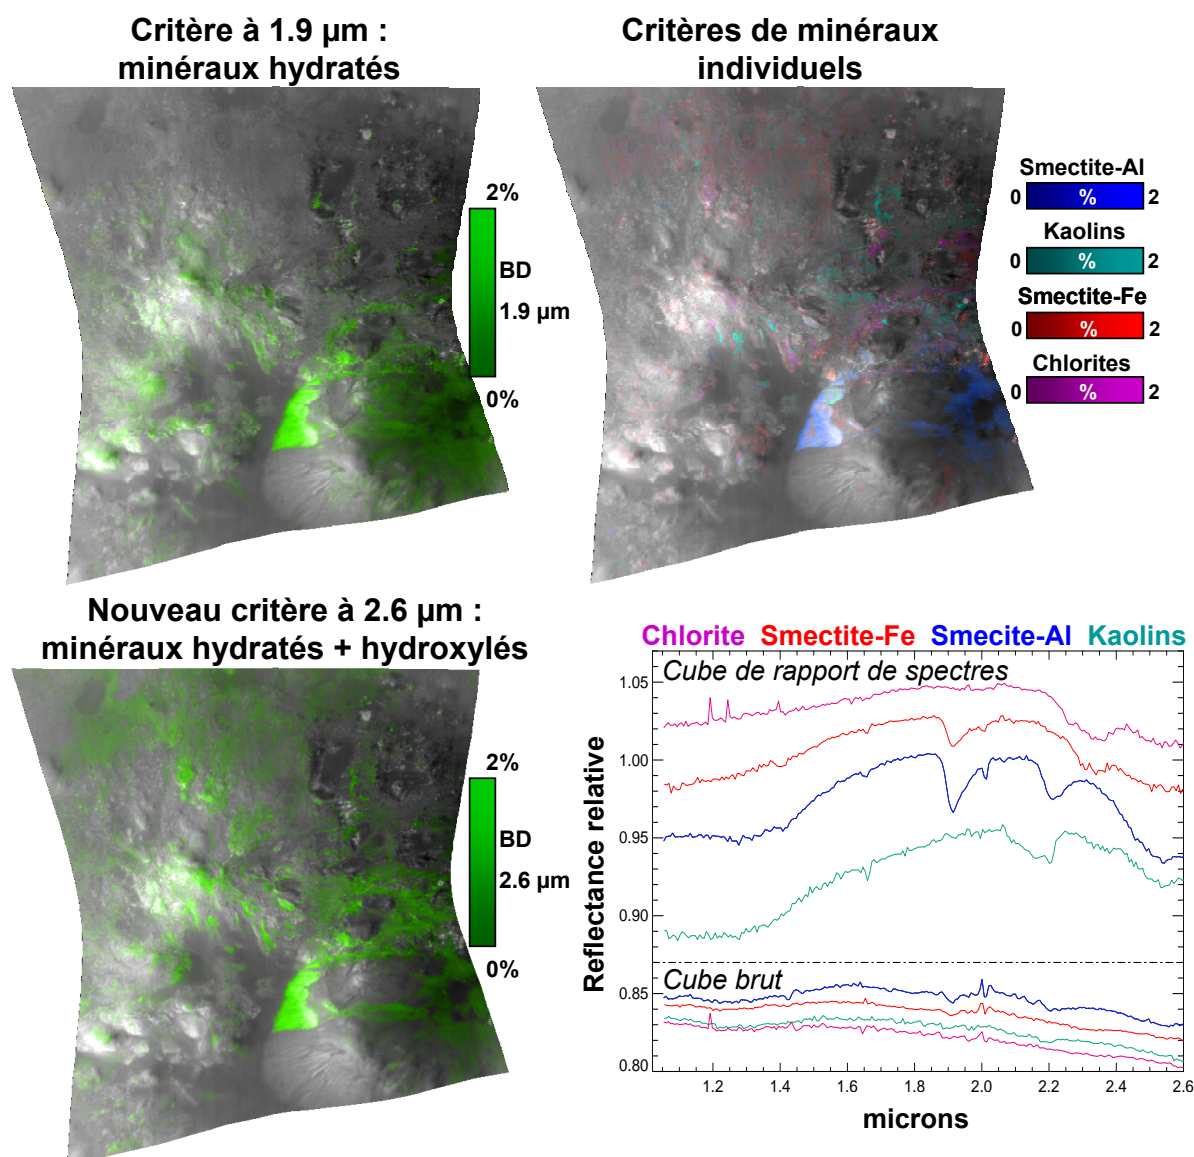 Critère à 1.9 µm :
minéraux hydratés
2%
BD
1.9 µm
0%
Critères de minéraux
individuels
Smectite-Al
0 % 2
Kaolins
0 % 2
Smectite-Fe
0 % 2
Chlorites
0 % 2
Nouveau critère à 2.6 µm :
minéraux hydratés + hydroxylés
2%
BD
2.6 µm
0%
Chlorite Smectite-Fe Smecite-Al Kaolins
Cube de rapport de spectres
Cube brut
Reflectance relative
1.05
1.00
0.95
0.90
0.85
0.80
1.2 1.4 1.6 1.8 2.0 2.2 2.4 2.6
microns